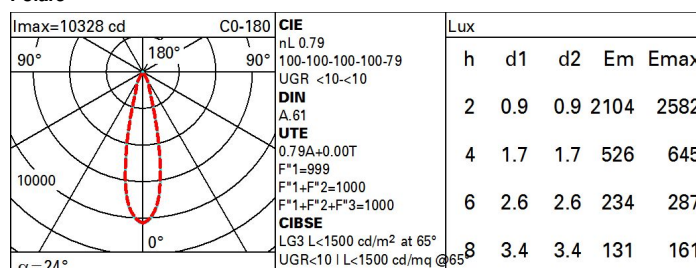 Imax=10328 cd C0-180
90° 180° 90°
10000
0°
α=24°
CIE
nL 0.79
100-100-100-100-79
UGR <10-<10
DIN
A.61
UTE
0.79A+0.00T
F"1=999
F"1+F"2=1000
F"1+F"2+F"3=1000
CIBSE
LG3 L<1500 cd/m² at 65°
UGR<10 | L<1500 cd/mq @65°
Lux
h d1 d2 Em Emax
2 0.9 0.9 2104 2582
4 1.7 1.7 526 645
6 2.6 2.6 234 287
8 3.4 3.4 131 161